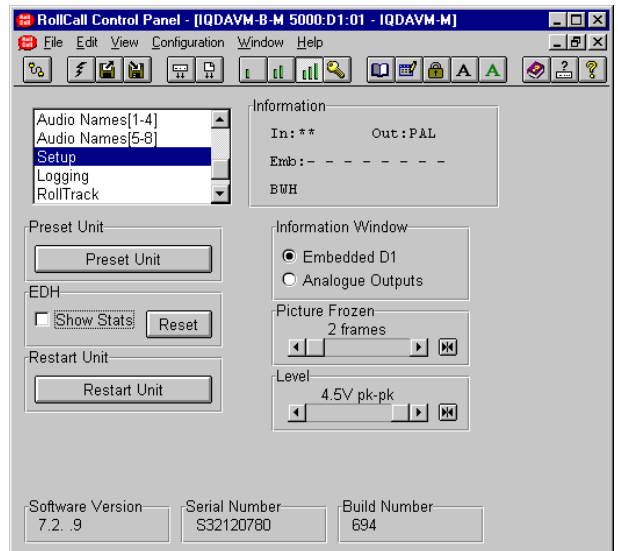 RollCall Control Panel - [IQDAVM-B-M 5000:D1:01 - IQDAVM-M]
File Edit View Configuration Window Help
A A
Audio Names[1-4]
Audio Names[5-8]
Setup
Logging
RollTrack
Information
In:** Out:PAL
Emb:- - - - - - - -
BWH
Preset Unit
Preset Unit
EDH
Show Stats Reset
Restart Unit
Restart Unit
Information Window
Embedded D1
Analogue Outputs
Picture Frozen
2 frames
Level
4.5V pk-pk
Software Version
7.2. .9
Serial Number
S32120780
Build Number
694